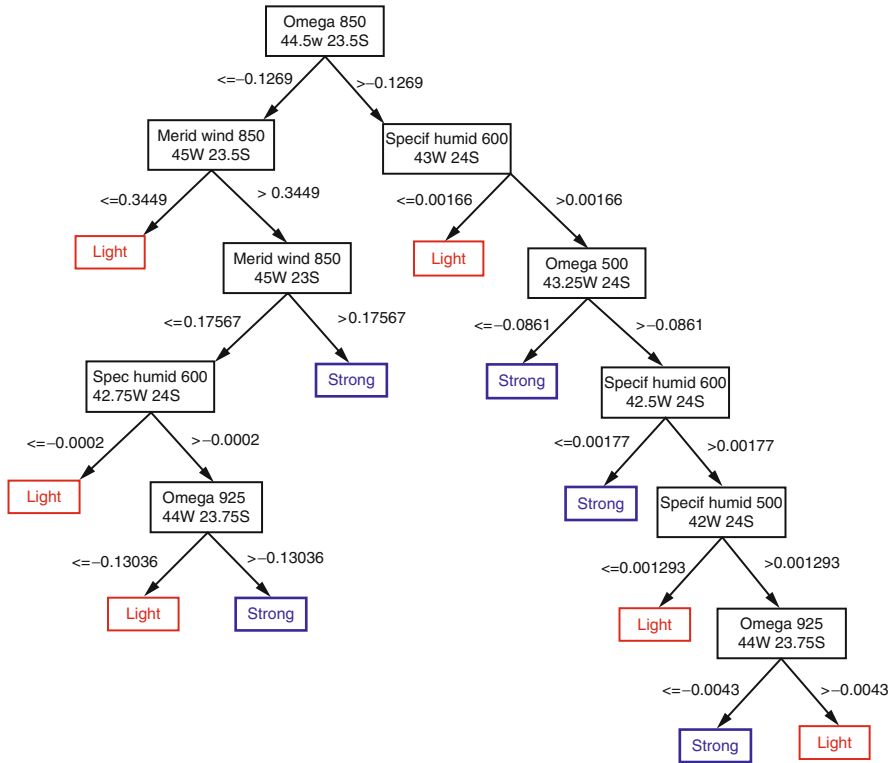 Omega 850
44.5w 23.5S
<=−0.1269
>−0.1269
Merid wind 850
45W 23.5S
Specif humid 600
43W 24S
<=0.3449
> 0.3449
<=0.00166
>0.00166
Light
Merid wind 850
45W 23S
Light
Omega 500
43.25W 24S
<=0.17567
>0.17567
<=−0.0861
>−0.0861
Spec humid 600
42.75W 24S
Strong
Strong
Specif humid 600
42.5W 24S
<=−0.0002
>−0.0002
<=0.00177
>0.00177
Light
Omega 925
44W 23.75S
Strong
Specif humid 500
42W 24S
<=−0.13036
>−0.13036
<=0.001293
>0.001293
Light
Strong
Light
Omega 925
44W 23.75S
<=−0.0043
>−0.0043
Strong
Light